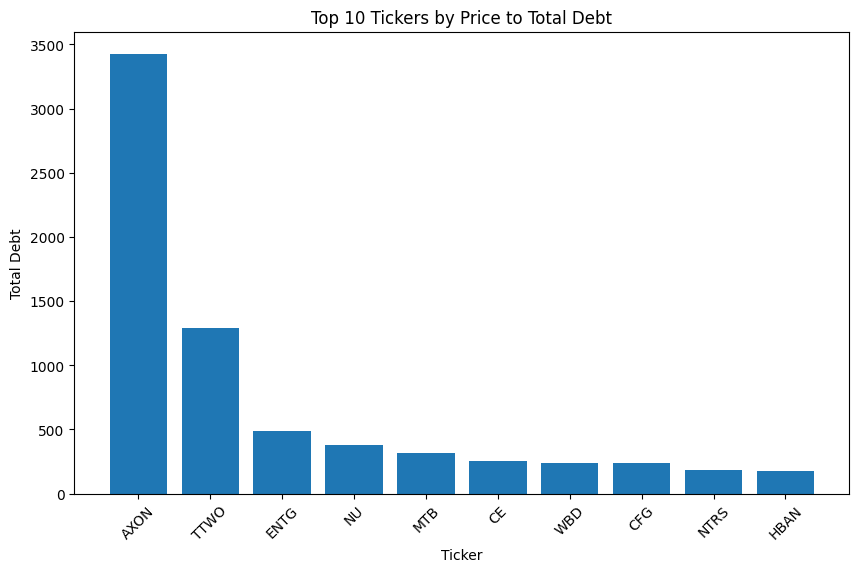 Top 10 Tickers by Price to Total Debt
3500
3000
2500
2000
1500
1000
500
0
Total Debt
AXON
TTWO
ENTG
NU
MTB
CE
WBD
CFG
NTRS
HBAN
Ticker